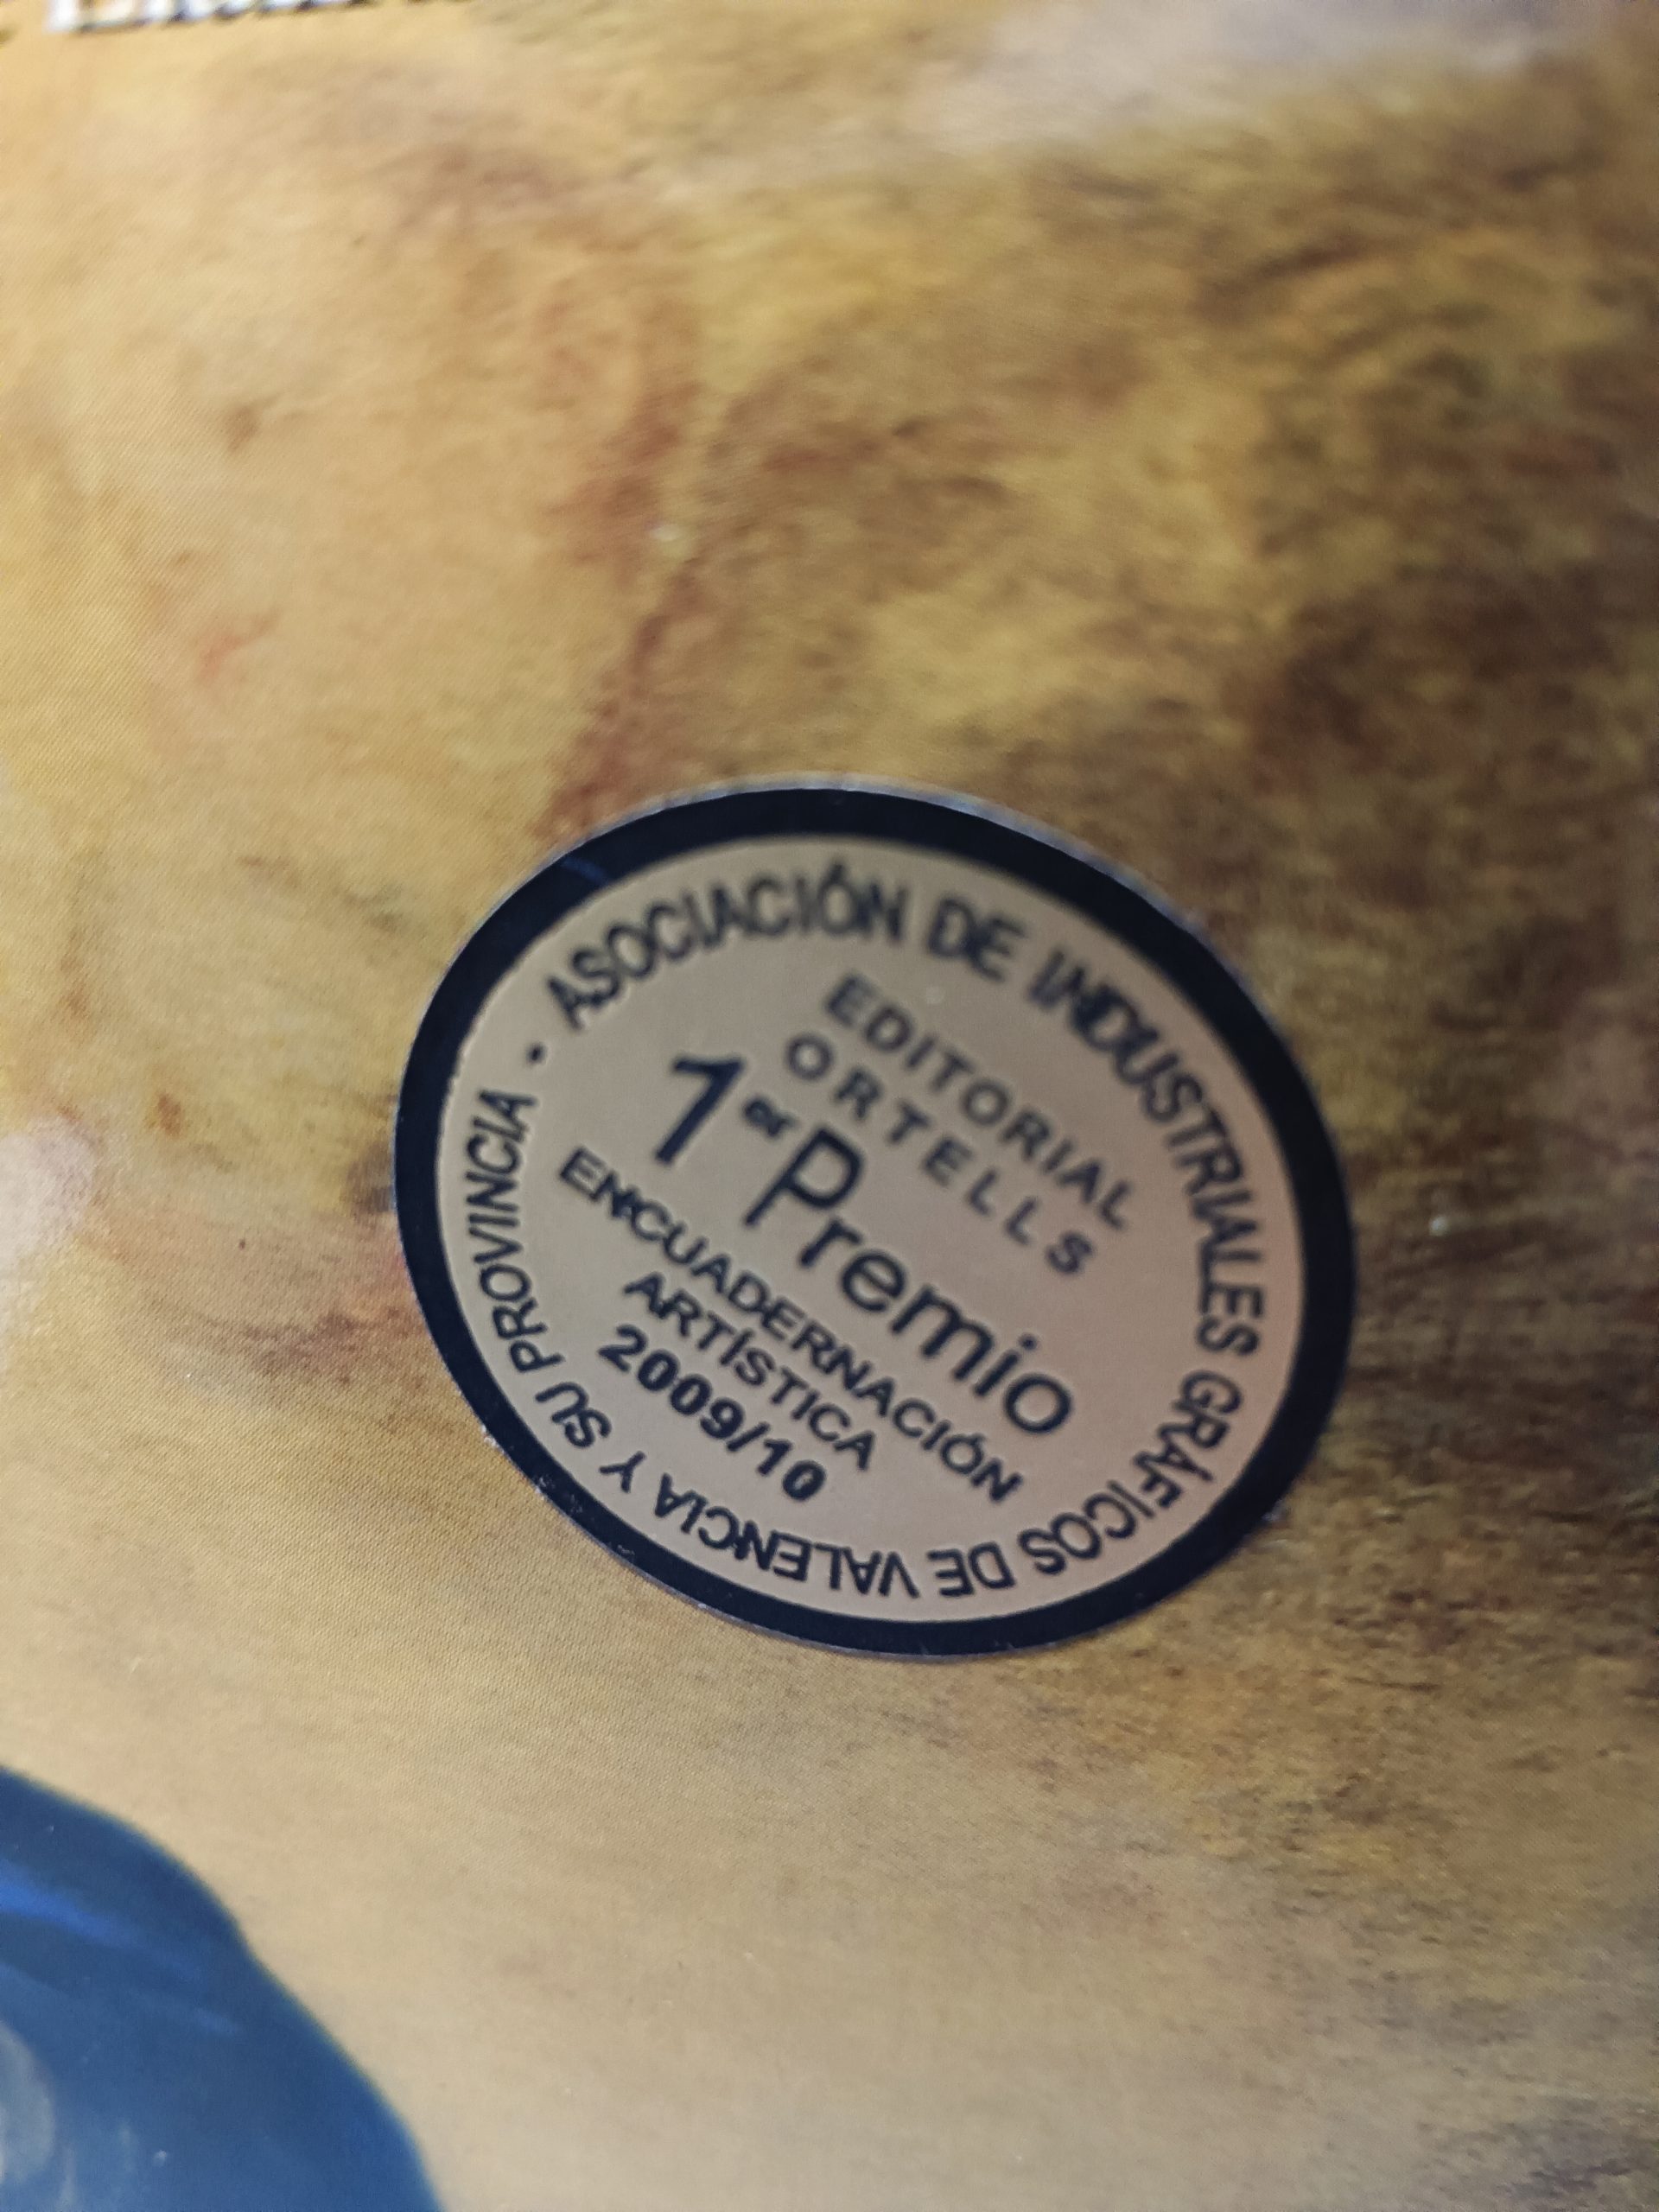 ASOCIACIÓN DE INDUSTRIALES GRÁFICOS DE VALENCIA Y SU PROVINCIA -
EDITORIAL
ORTELLS
1er Premio
ENCUADERNACIÓN
ARTÍSTICA
2009/10